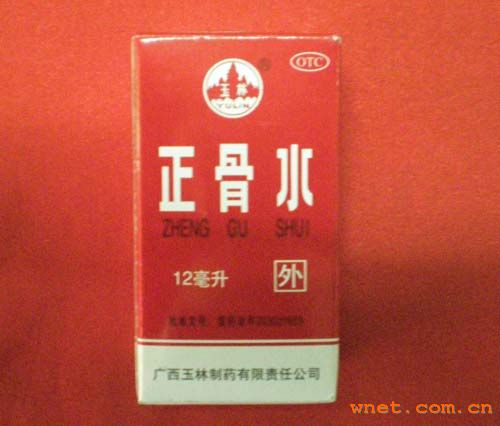 OTC
玉林
YULIN
®
正骨水
ZHENG GU SHUI
12毫升
外
广西玉林制药有限责任公司
wnet.com.cn